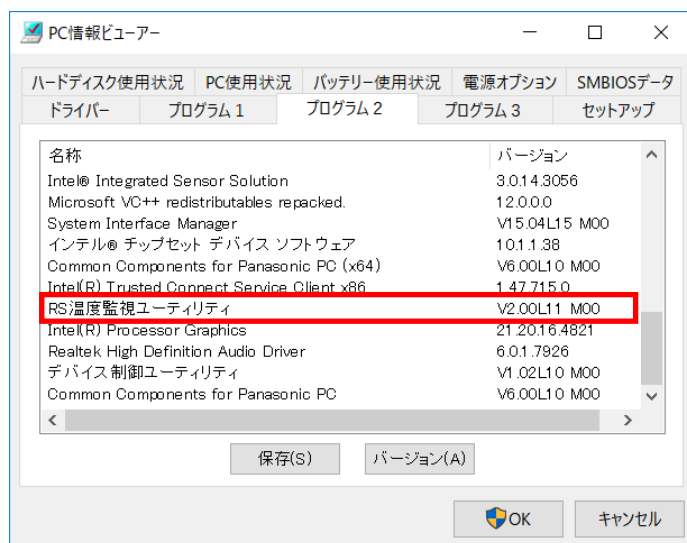 PC情報ビューアー
ハードディスク使用状況 PC使用状況 バッテリー使用状況 電源オプション SMBIOSデータ
ドライバー プログラム 1 プログラム 2 プログラム 3 セットアップ
名称 バージョン
Intel® Integrated Sensor Solution 3.0.14.3056
Microsoft VC++ redistributables repacked. 12.0.0.0
System Interface Manager V15.04L15 M00
インテル® チップセット デバイス ソフトウェア 10.1.1.38
Common Components for Panasonic PC (x64) V6.00L10 M00
Intel(R) Trusted Connect Service Client x86 1.47.715.0
RS温度監視ユーティリティ V2.00L11 M00
Intel(R) Processor Graphics 21.20.16.4821
Realtek High Definition Audio Driver 6.0.1.7926
デバイス制御ユーティリティ V1.02L10 M00
Common Components for Panasonic PC V6.00L10 M00
保存(S) バージョン(A)
OK キャンセル